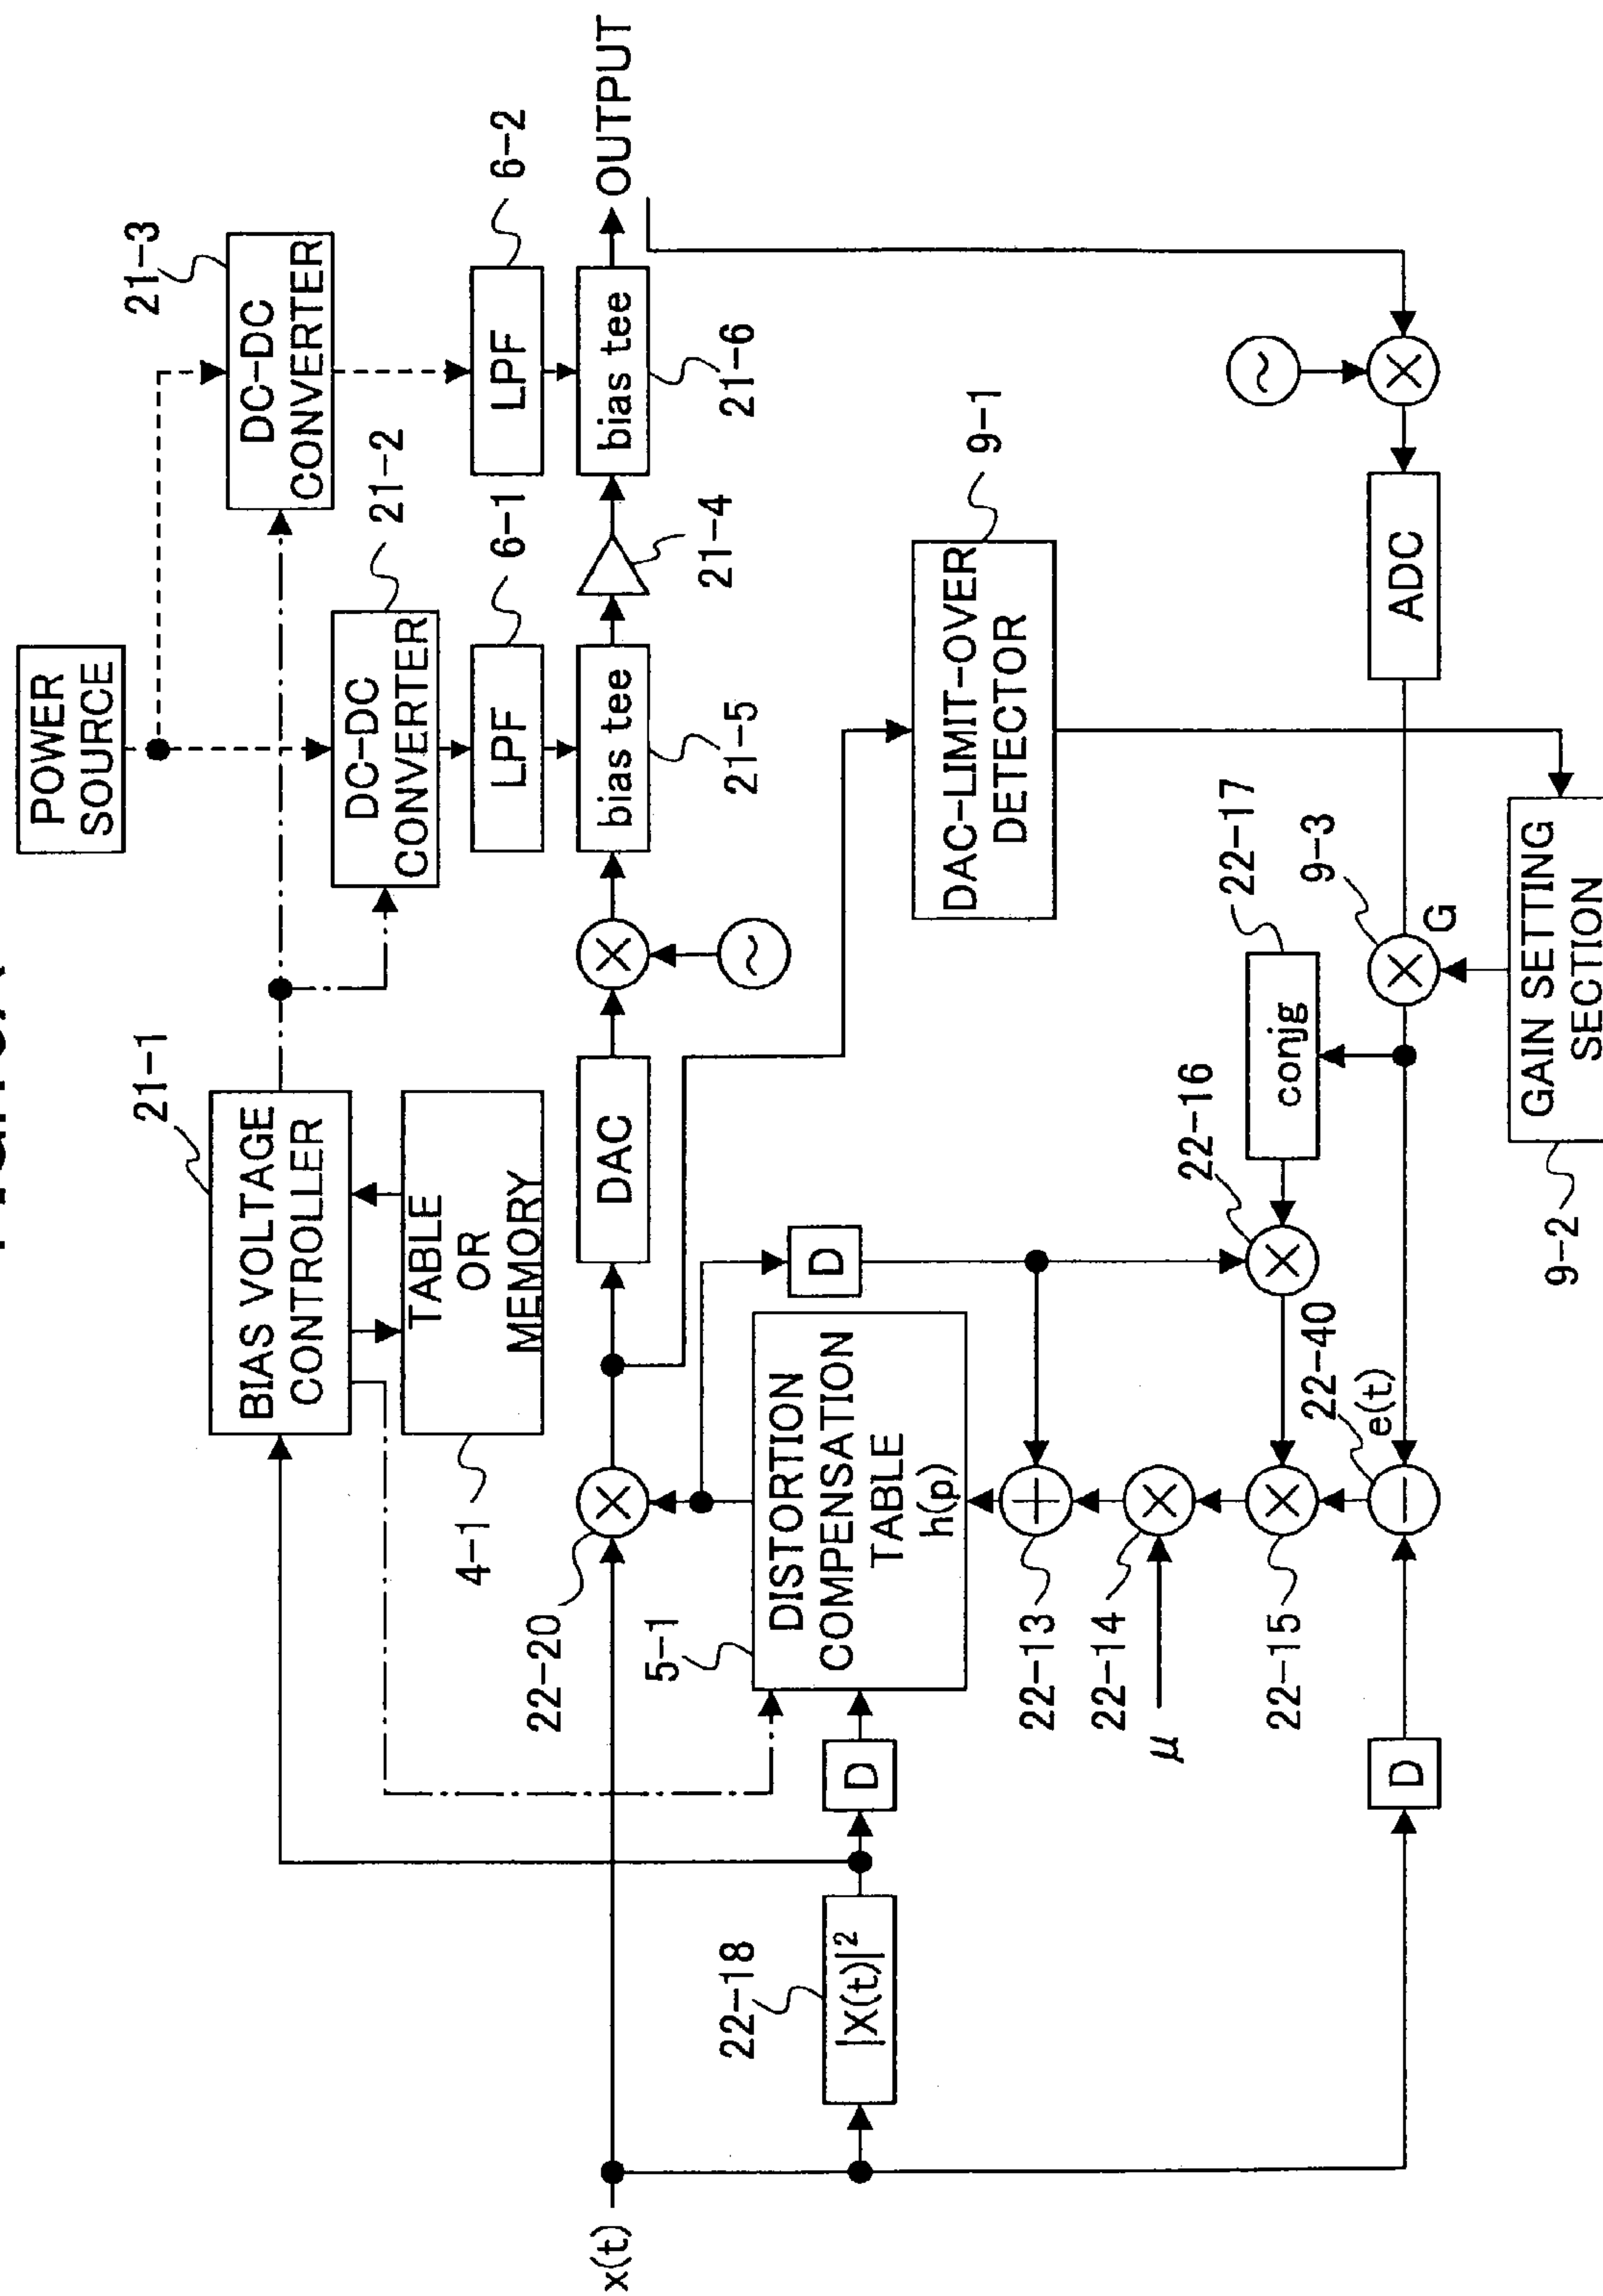 POWER
SOURCE
21-3
DC-DC
CONVERTER
21-1
BIAS VOLTAGE
CONTROLLER
21-2
DC-DC
CONVERTER
4-1
TABLE
OR
MEMORY
6-1
LPF
6-2
LPF
x(t)
22-20
DAC
bias tee
21-5
21-4
bias tee
21-6
OUTPUT
22-18
|X(t)|²
D
5-1
DISTORTION
COMPENSATION
TABLE
h(p)
D
DAC-LIMIT-OVER
DETECTOR
9-1
22-13
22-14
μ
22-15
22-16
conjg
22-17
22-40
e(t)
D
9-3
G
ADC
9-2
GAIN SETTING
SECTION